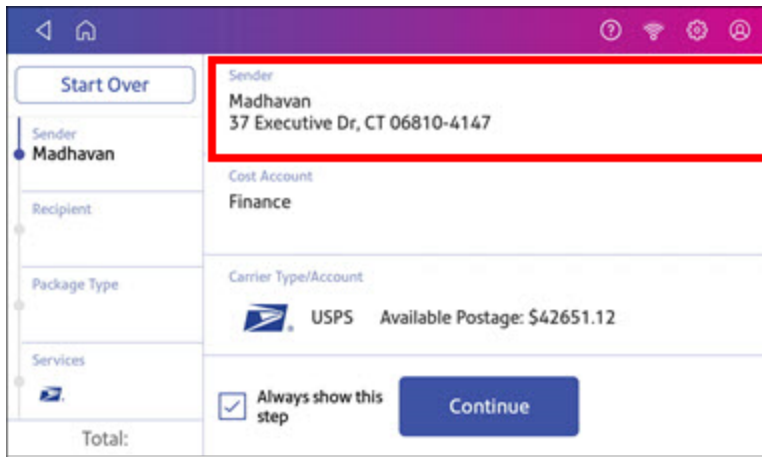 Start Over
Sender
Madhavan
Recipient
Package Type
Services
Total:
Sender
Madhavan
37 Executive Dr, CT 06810-4147
Cost Account
Finance
Carrier Type/Account
USPS Available Postage: $42651.12
Always show this
step
Continue